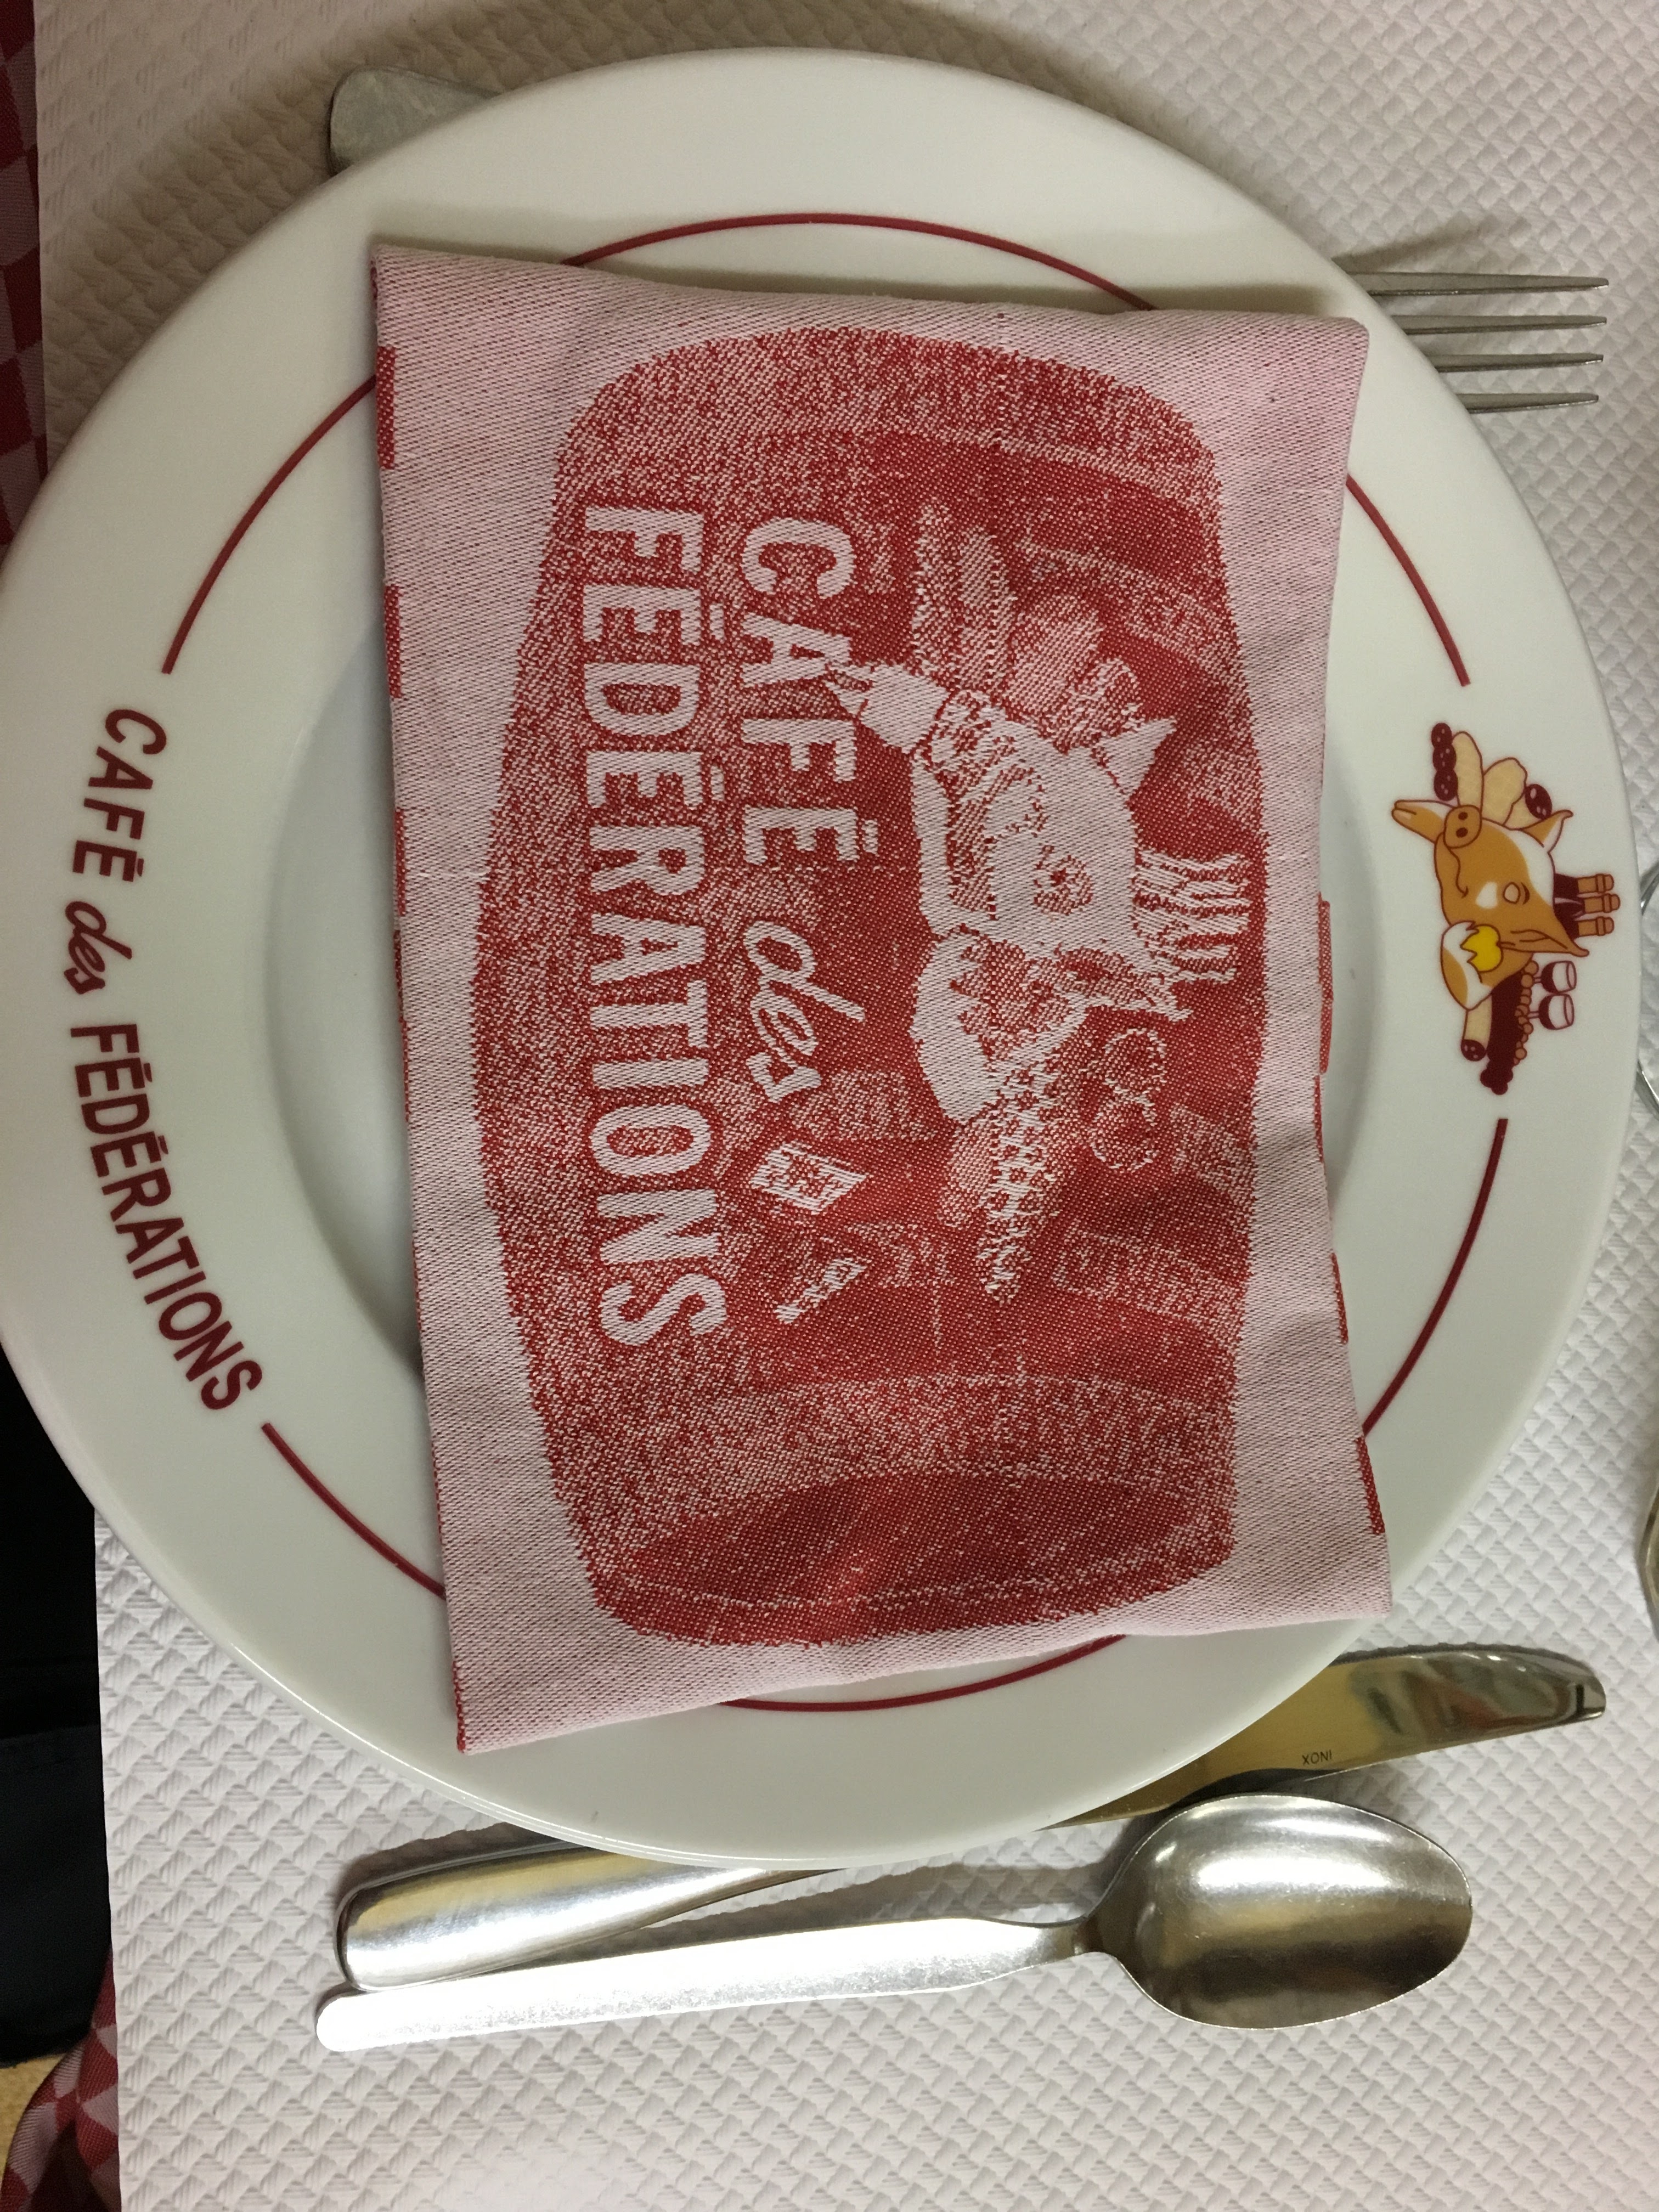 CAFÉ des
FÉDÉRATIONS
CAFÉ des FÉDÉRATIONS
INOX